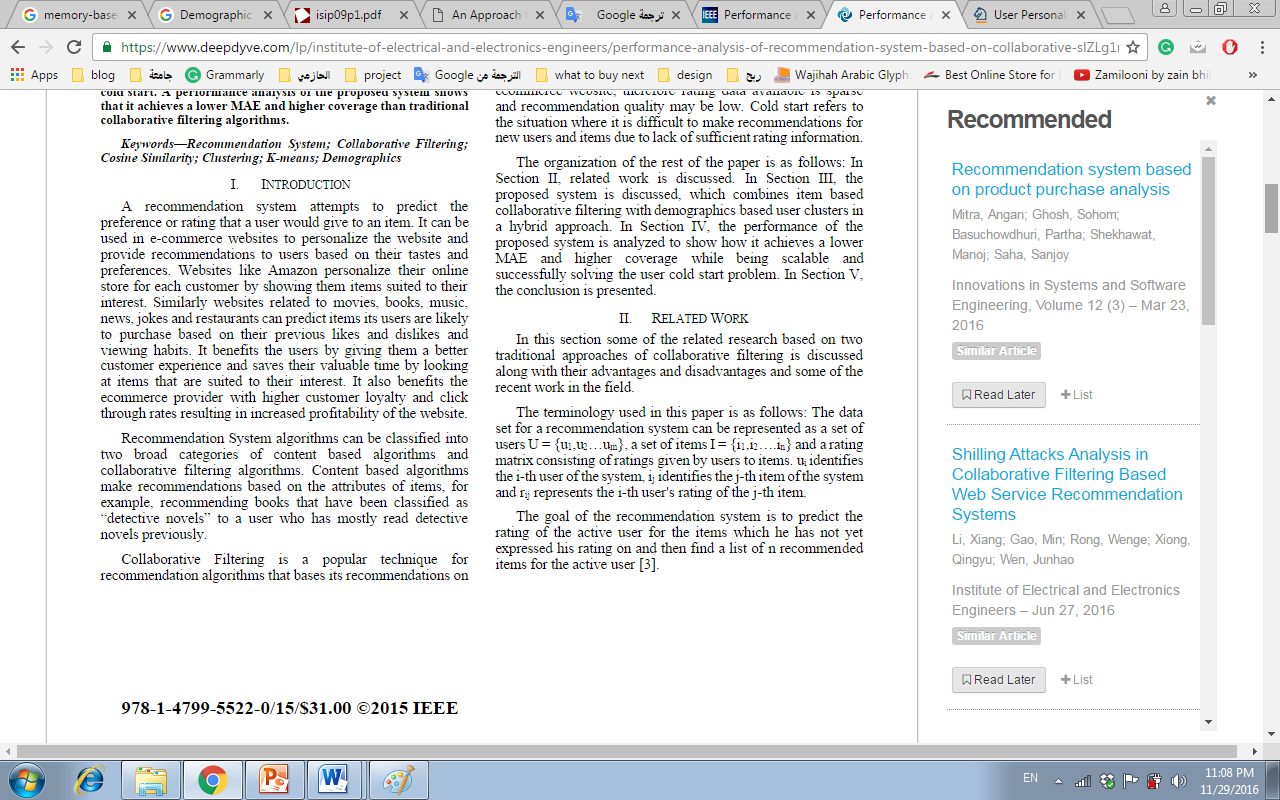 memory-base
Demographic
isip09p1.pdf
An Approach
Google ترجمة
Performance
Performance
User Personal
https://www.deepdyve.com/lp/institute-of-electrical-and-electronics-engineers/performance-analysis-of-recommendation-system-based-on-collaborative-slZLg1
Apps
blog
جامعة
Grammarly
الحازمي
project
Google الترجمة من
what to buy next
design
ربح
Wajihah Arabic Glyph
Best Online Store for
Zamilooni by zain bhi
»
cold start. A performance analysis of the proposed system shows
that it achieves a lower MAE and higher coverage than traditional
collaborative filtering algorithms.
Keywords—Recommendation System; Collaborative Filtering;
Cosine Similarity; Clustering; K-means; Demographics
I. INTRODUCTION
A recommendation system attempts to predict the
preference or rating that a user would give to an item. It can be
used in e-commerce websites to personalize the website and
provide recommendations to users based on their tastes and
preferences. Websites like Amazon personalize their online
store for each customer by showing them items suited to their
interest. Similarly websites related to movies, books, music,
news, jokes and restaurants can predict items its users are likely
to purchase based on their previous likes and dislikes and
viewing habits. It benefits the users by giving them a better
customer experience and saves their valuable time by looking
at items that are suited to their interest. It also benefits the
ecommerce provider with higher customer loyalty and click
through rates resulting in increased profitability of the website.
Recommendation System algorithms can be classified into
two broad categories of content based algorithms and
collaborative filtering algorithms. Content based algorithms
make recommendations based on the attributes of items, for
example, recommending books that have been classified as
“detective novels” to a user who has mostly read detective
novels previously.
Collaborative Filtering is a popular technique for
recommendation algorithms that bases its recommendations on
ecommerce website, therefore rating data available is sparse
and recommendation quality may be low. Cold start refers to
the situation where it is difficult to make recommendations for
new users and items due to lack of sufficient rating information.
The organization of the rest of the paper is as follows: In
Section II, related work is discussed. In Section III, the
proposed system is discussed, which combines item based
collaborative filtering with demographics based user clusters in
a hybrid approach. In Section IV, the performance of the
proposed system is analyzed to show how it achieves a lower
MAE and higher coverage while being scalable and
successfully solving the user cold start problem. In Section V,
the conclusion is presented.
II. RELATED WORK
In this section some of the related research based on two
traditional approaches of collaborative filtering is discussed
along with their advantages and disadvantages and some of the
recent work in the field.
The terminology used in this paper is as follows: The data
set for a recommendation system can be represented as a set of
users U = {u1,u2…um}, a set of items I = {i1,i2….in} and a rating
matrix consisting of ratings given by users to items. ui identifies
the i-th user of the system, ij identifies the j-th item of the system
and rij represents the i-th user's rating of the j-th item.
The goal of the recommendation system is to predict the
rating of the active user for the items which he has not yet
expressed his rating on and then find a list of n recommended
items for the active user [3].
978-1-4799-5522-0/15/$31.00 ©2015 IEEE
Recommended
Recommendation system based
on product purchase analysis
Mitra, Angan; Ghosh, Sohom;
Basuchowdhuri, Partha; Shekhawat,
Manoj; Saha, Sanjoy
Innovations in Systems and Software
Engineering, Volume 12 (3) – Mar 23,
2016
Similar Article
Read Later
+ List
Shilling Attacks Analysis in
Collaborative Filtering Based
Web Service Recommendation
Systems
Li, Xiang; Gao, Min; Rong, Wenge; Xiong,
Qingyu; Wen, Junhao
Institute of Electrical and Electronics
Engineers – Jun 27, 2016
Similar Article
Read Later
+ List
EN
11:08 PM
11/29/2016